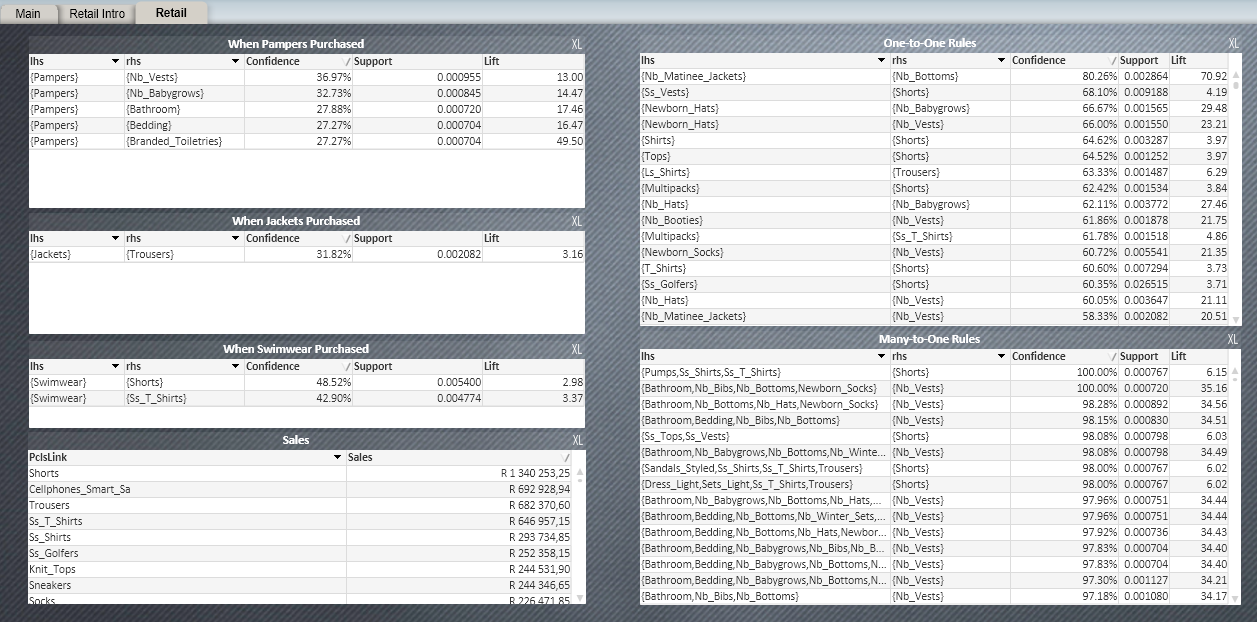 Main Retail Intro Retail
When Pampers Purchased XL
lhs rhs Confidence Support Lift
{Pampers} {Nb_Vests} 36.97% 0.000955 13.00
{Pampers} {Nb_Babygrows} 32.73% 0.000845 14.47
{Pampers} {Bathroom} 27.88% 0.000720 17.46
{Pampers} {Bedding} 27.27% 0.000704 16.47
{Pampers} {Branded_Toiletries} 27.27% 0.000704 49.50
When Jackets Purchased XL
lhs rhs Confidence Support Lift
{Jackets} {Trousers} 31.82% 0.002082 3.16
When Swimwear Purchased XL
lhs rhs Confidence Support Lift
{Swimwear} {Shorts} 48.52% 0.005400 2.98
{Swimwear} {Ss_T_Shirts} 42.90% 0.004774 3.37
Sales XL
PclsLink Sales
Shorts R 1 340 253,25
Cellphones_Smart_Sa R 692 928,94
Trousers R 682 370,60
Ss_T_Shirts R 646 957,15
Ss_Shirts R 293 734,85
Ss_Golfers R 252 358,15
Knit_Tops R 244 531,90
Sneakers R 244 346,65
Socks R 226 471,85
One-to-One Rules XL
lhs rhs Confidence Support Lift
{Nb_Matinee_Jackets} {Nb_Bottoms} 80.26% 0.002864 70.92
{Ss_Vests} {Shorts} 68.10% 0.009188 4.19
{Newborn_Hats} {Nb_Babygrows} 66.67% 0.001565 29.48
{Newborn_Hats} {Nb_Vests} 66.00% 0.001550 23.21
{Shirts} {Shorts} 64.62% 0.003287 3.97
{Tops} {Shorts} 64.52% 0.001252 3.97
{Ls_Shirts} {Trousers} 63.33% 0.001487 6.29
{Multipacks} {Shorts} 62.42% 0.001534 3.84
{Nb_Hats} {Nb_Babygrows} 62.11% 0.003772 27.46
{Nb_Booties} {Nb_Vests} 61.86% 0.001878 21.75
{Multipacks} {Ss_T_Shirts} 61.78% 0.001518 4.86
{Newborn_Socks} {Nb_Vests} 60.72% 0.005541 21.35
{T_Shirts} {Shorts} 60.60% 0.007294 3.73
{Ss_Golfers} {Shorts} 60.35% 0.026515 3.71
{Nb_Hats} {Nb_Vests} 60.05% 0.003647 21.11
{Nb_Matinee_Jackets} {Nb_Vests} 58.33% 0.002082 20.51
Many-to-One Rules XL
lhs rhs Confidence Support Lift
{Pumps,Ss_Shirts,Ss_T_Shirts} {Shorts} 100.00% 0.000767 6.15
{Bathroom,Nb_Bibs,Nb_Bottoms,Newborn_Socks} {Nb_Vests} 100.00% 0.000720 35.16
{Bathroom,Nb_Bottoms,Nb_Hats,Newborn_Socks} {Nb_Vests} 98.28% 0.000892 34.56
{Bathroom,Bedding,Nb_Bibs,Nb_Bottoms} {Nb_Vests} 98.15% 0.000830 34.51
{Ss_Tops,Ss_Vests} {Shorts} 98.08% 0.000798 6.03
{Bathroom,Nb_Babygrows,Nb_Bottoms,Nb_Winte... {Nb_Vests} 98.08% 0.000798 34.49
{Sandals_Styled,Ss_Shirts,Ss_T_Shirts,Trousers} {Shorts} 98.00% 0.000767 6.02
{Dress_Light,Sets_Light,Ss_T_Shirts,Trousers} {Shorts} 98.00% 0.000767 6.02
{Bathroom,Nb_Babygrows,Nb_Bottoms,Nb_Hats,... {Nb_Vests} 97.96% 0.000751 34.44
{Bathroom,Bedding,Nb_Bottoms,Nb_Winter_Sets,... {Nb_Vests} 97.96% 0.000751 34.44
{Bathroom,Bedding,Nb_Bottoms,Nb_Hats,Newbor... {Nb_Vests} 97.92% 0.000736 34.43
{Bathroom,Bedding,Nb_Babygrows,Nb_Bibs,Nb_B... {Nb_Vests} 97.83% 0.000704 34.40
{Bathroom,Bedding,Nb_Babygrows,Nb_Bottoms,N... {Nb_Vests} 97.83% 0.000704 34.40
{Bathroom,Bedding,Nb_Babygrows,Nb_Bottoms,N... {Nb_Vests} 97.30% 0.001127 34.21
{Bathroom,Nb_Bibs,Nb_Bottoms} {Nb_Vests} 97.18% 0.001080 34.17